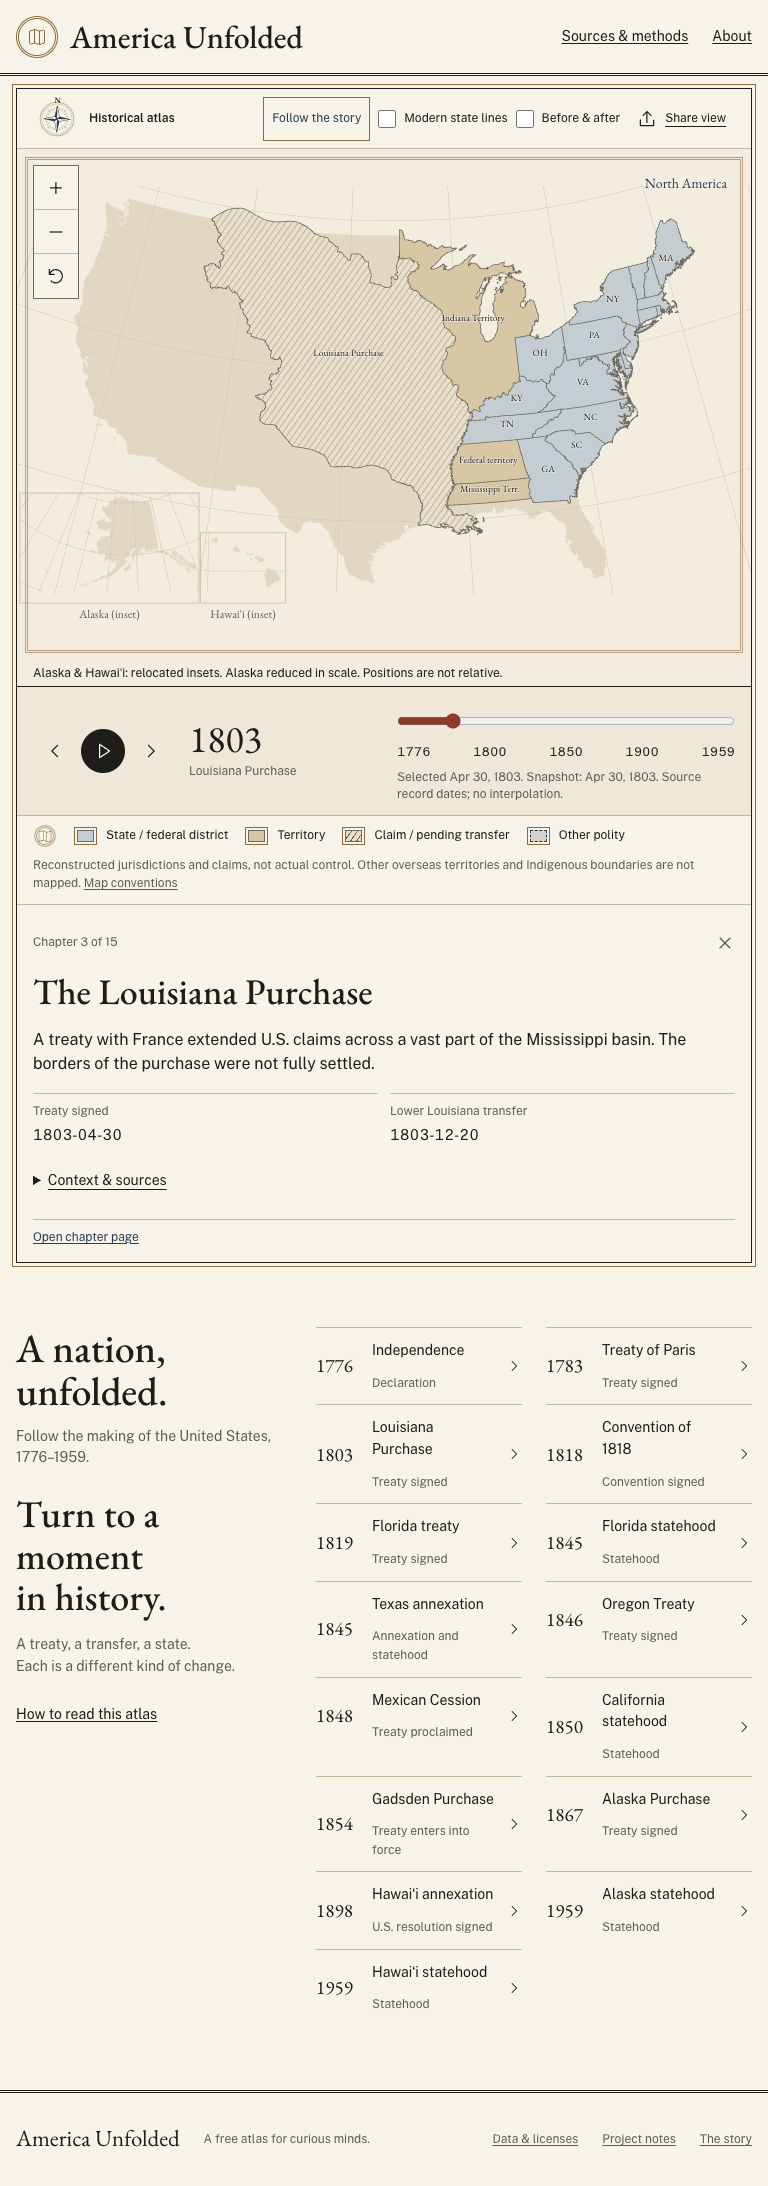 America Unfolded
Sources & methods
About
N
Historical atlas
Follow the story
Modern state lines
Before & after
Share view
North America
MA
NY
Indiana Territory
PA
OH
Louisiana Purchase
VA
KY
NC
TN
SC
Federal territory
GA
Mississippi Terr.
Alaska (inset)
Hawaiʻi (inset)
Alaska & Hawaiʻi: relocated insets. Alaska reduced in scale. Positions are not relative.
1803
Louisiana Purchase
1776 1800 1850 1900 1959
Selected Apr 30, 1803. Snapshot: Apr 30, 1803. Source
record dates; no interpolation.
State / federal district
Territory
Claim / pending transfer
Other polity
Reconstructed jurisdictions and claims, not actual control. Other overseas territories and Indigenous boundaries are not
mapped. Map conventions
Chapter 3 of 15
The Louisiana Purchase
A treaty with France extended U.S. claims across a vast part of the Mississippi basin. The
borders of the purchase were not fully settled.
Treaty signed
1803-04-30
Lower Louisiana transfer
1803-12-20
Context & sources
Open chapter page
A nation,
unfolded.
Follow the making of the United States,
1776–1959.
Turn to a
moment
in history.
A treaty, a transfer, a state.
Each is a different kind of change.
How to read this atlas
1776
Independence
Declaration
1783
Treaty of Paris
Treaty signed
1803
Louisiana
Purchase
Treaty signed
1818
Convention of
1818
Convention signed
1819
Florida treaty
Treaty signed
1845
Florida statehood
Statehood
1845
Texas annexation
Annexation and
statehood
1846
Oregon Treaty
Treaty signed
1848
Mexican Cession
Treaty proclaimed
1850
California
statehood
Statehood
1854
Gadsden Purchase
Treaty enters into
force
1867
Alaska Purchase
Treaty signed
1898
Hawaiʻi annexation
U.S. resolution signed
1959
Alaska statehood
Statehood
1959
Hawaiʻi statehood
Statehood
America Unfolded
A free atlas for curious minds.
Data & licenses
Project notes
The story